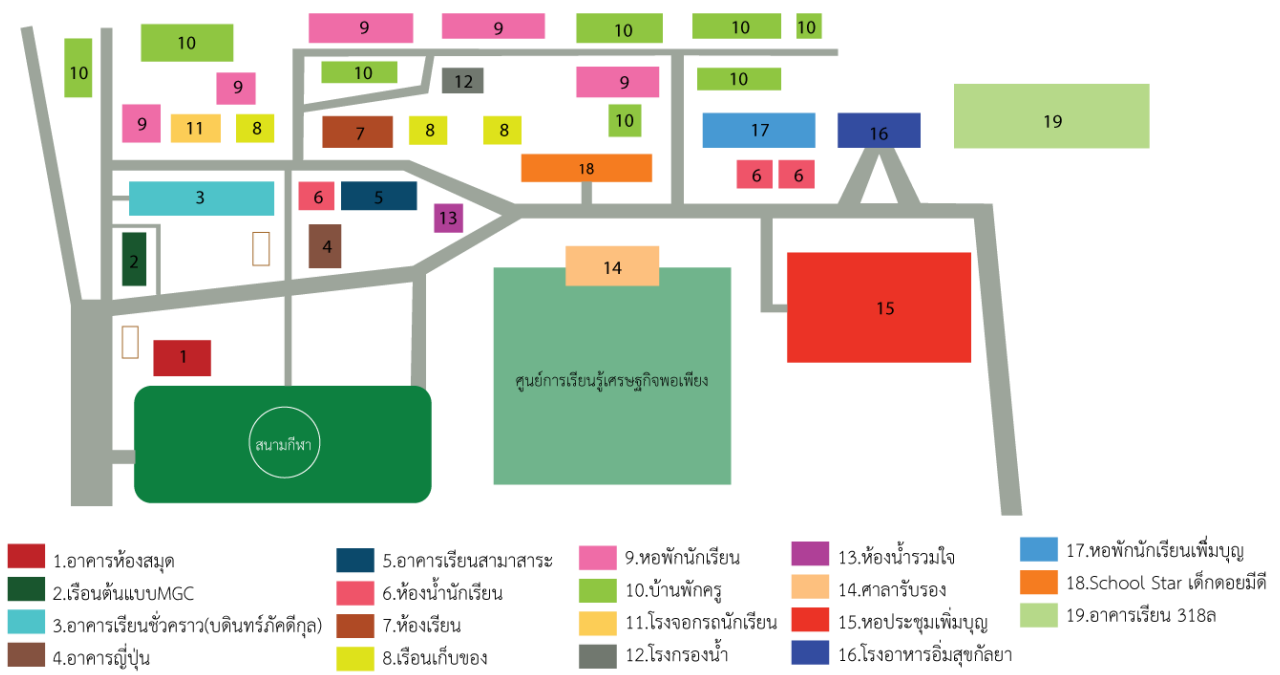 9
9
10
10
10
10
10
10
12
9
10
9
9
11
8
7
8
8
10
17
16
19
18
6
6
3
6
5
13
2
4
14
15
1
ศูนย์การเรียนรู้เศรษฐกิจพอเพียง
สนามกีฬา
1.อาคารห้องสมุด
2.เรือนต้นแบบMGC
3.อาคารเรียนชั่วคราว(บดินทร์ภัคดีกุล)
4.อาคารญี่ปุ่น
5.อาคารเรียนสามาสาระ
6.ห้องน้ำนักเรียน
7.ห้องเรียน
8.เรือนเก็บของ
9.หอพักนักเรียน
10.บ้านพักครู
11.โรงจอกรถนักเรียน
12.โรงกรองน้ำ
13.ห้องน้ำรวมใจ
14.ศาลารับรอง
15.หอประชุมเพิ่มบุญ
16.โรงอาหารอิ่มสุขกัลยา
17.หอพักนักเรียนเพิ่มบุญ
18.School Star เด็กดอยมีดี
19.อาคารเรียน 318ล